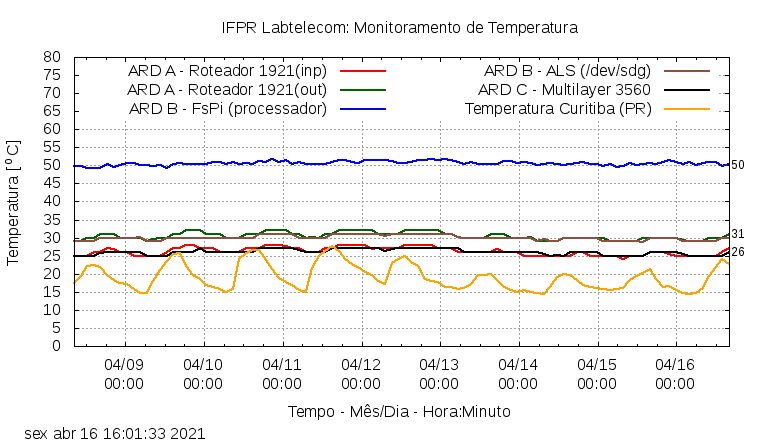 IFPR Labtelecom: Monitoramento de Temperatura
80
75
70
65
60
55
50
45
40
35
30
25
20
15
10
5
0
Temperatura [ °C]
ARD A - Roteador 1921(inp)
ARD A - Roteador 1921(out)
ARD B - FsPi (processador)
ARD B - ALS (/dev/sdg)
ARD C - Multilayer 3560
Temperatura Curitiba (PR)
50
31
26
04/09 04/10 04/11 04/12 04/13 04/14 04/15 04/16
00:00 00:00 00:00 00:00 00:00 00:00 00:00 00:00
Tempo - Mês/Dia - Hora:Minuto
sex abr 16 16:01:33 2021